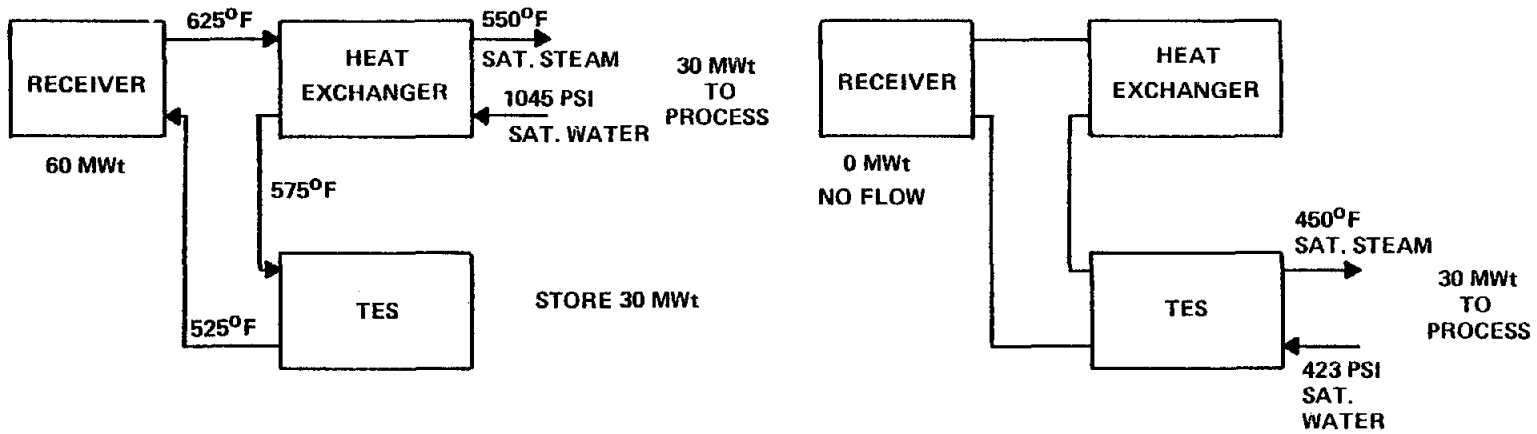 625°F
550°F
RECEIVER
HEAT
EXCHANGER
SAT. STEAM
1045 PSI
SAT. WATER
30 MWt
TO
PROCESS
60 MWt
575°F
525°F
TES
STORE 30 MWt
RECEIVER
HEAT
EXCHANGER
0 MWt
NO FLOW
TES
450°F
SAT. STEAM
30 MWt
TO
PROCESS
423 PSI
SAT.
WATER